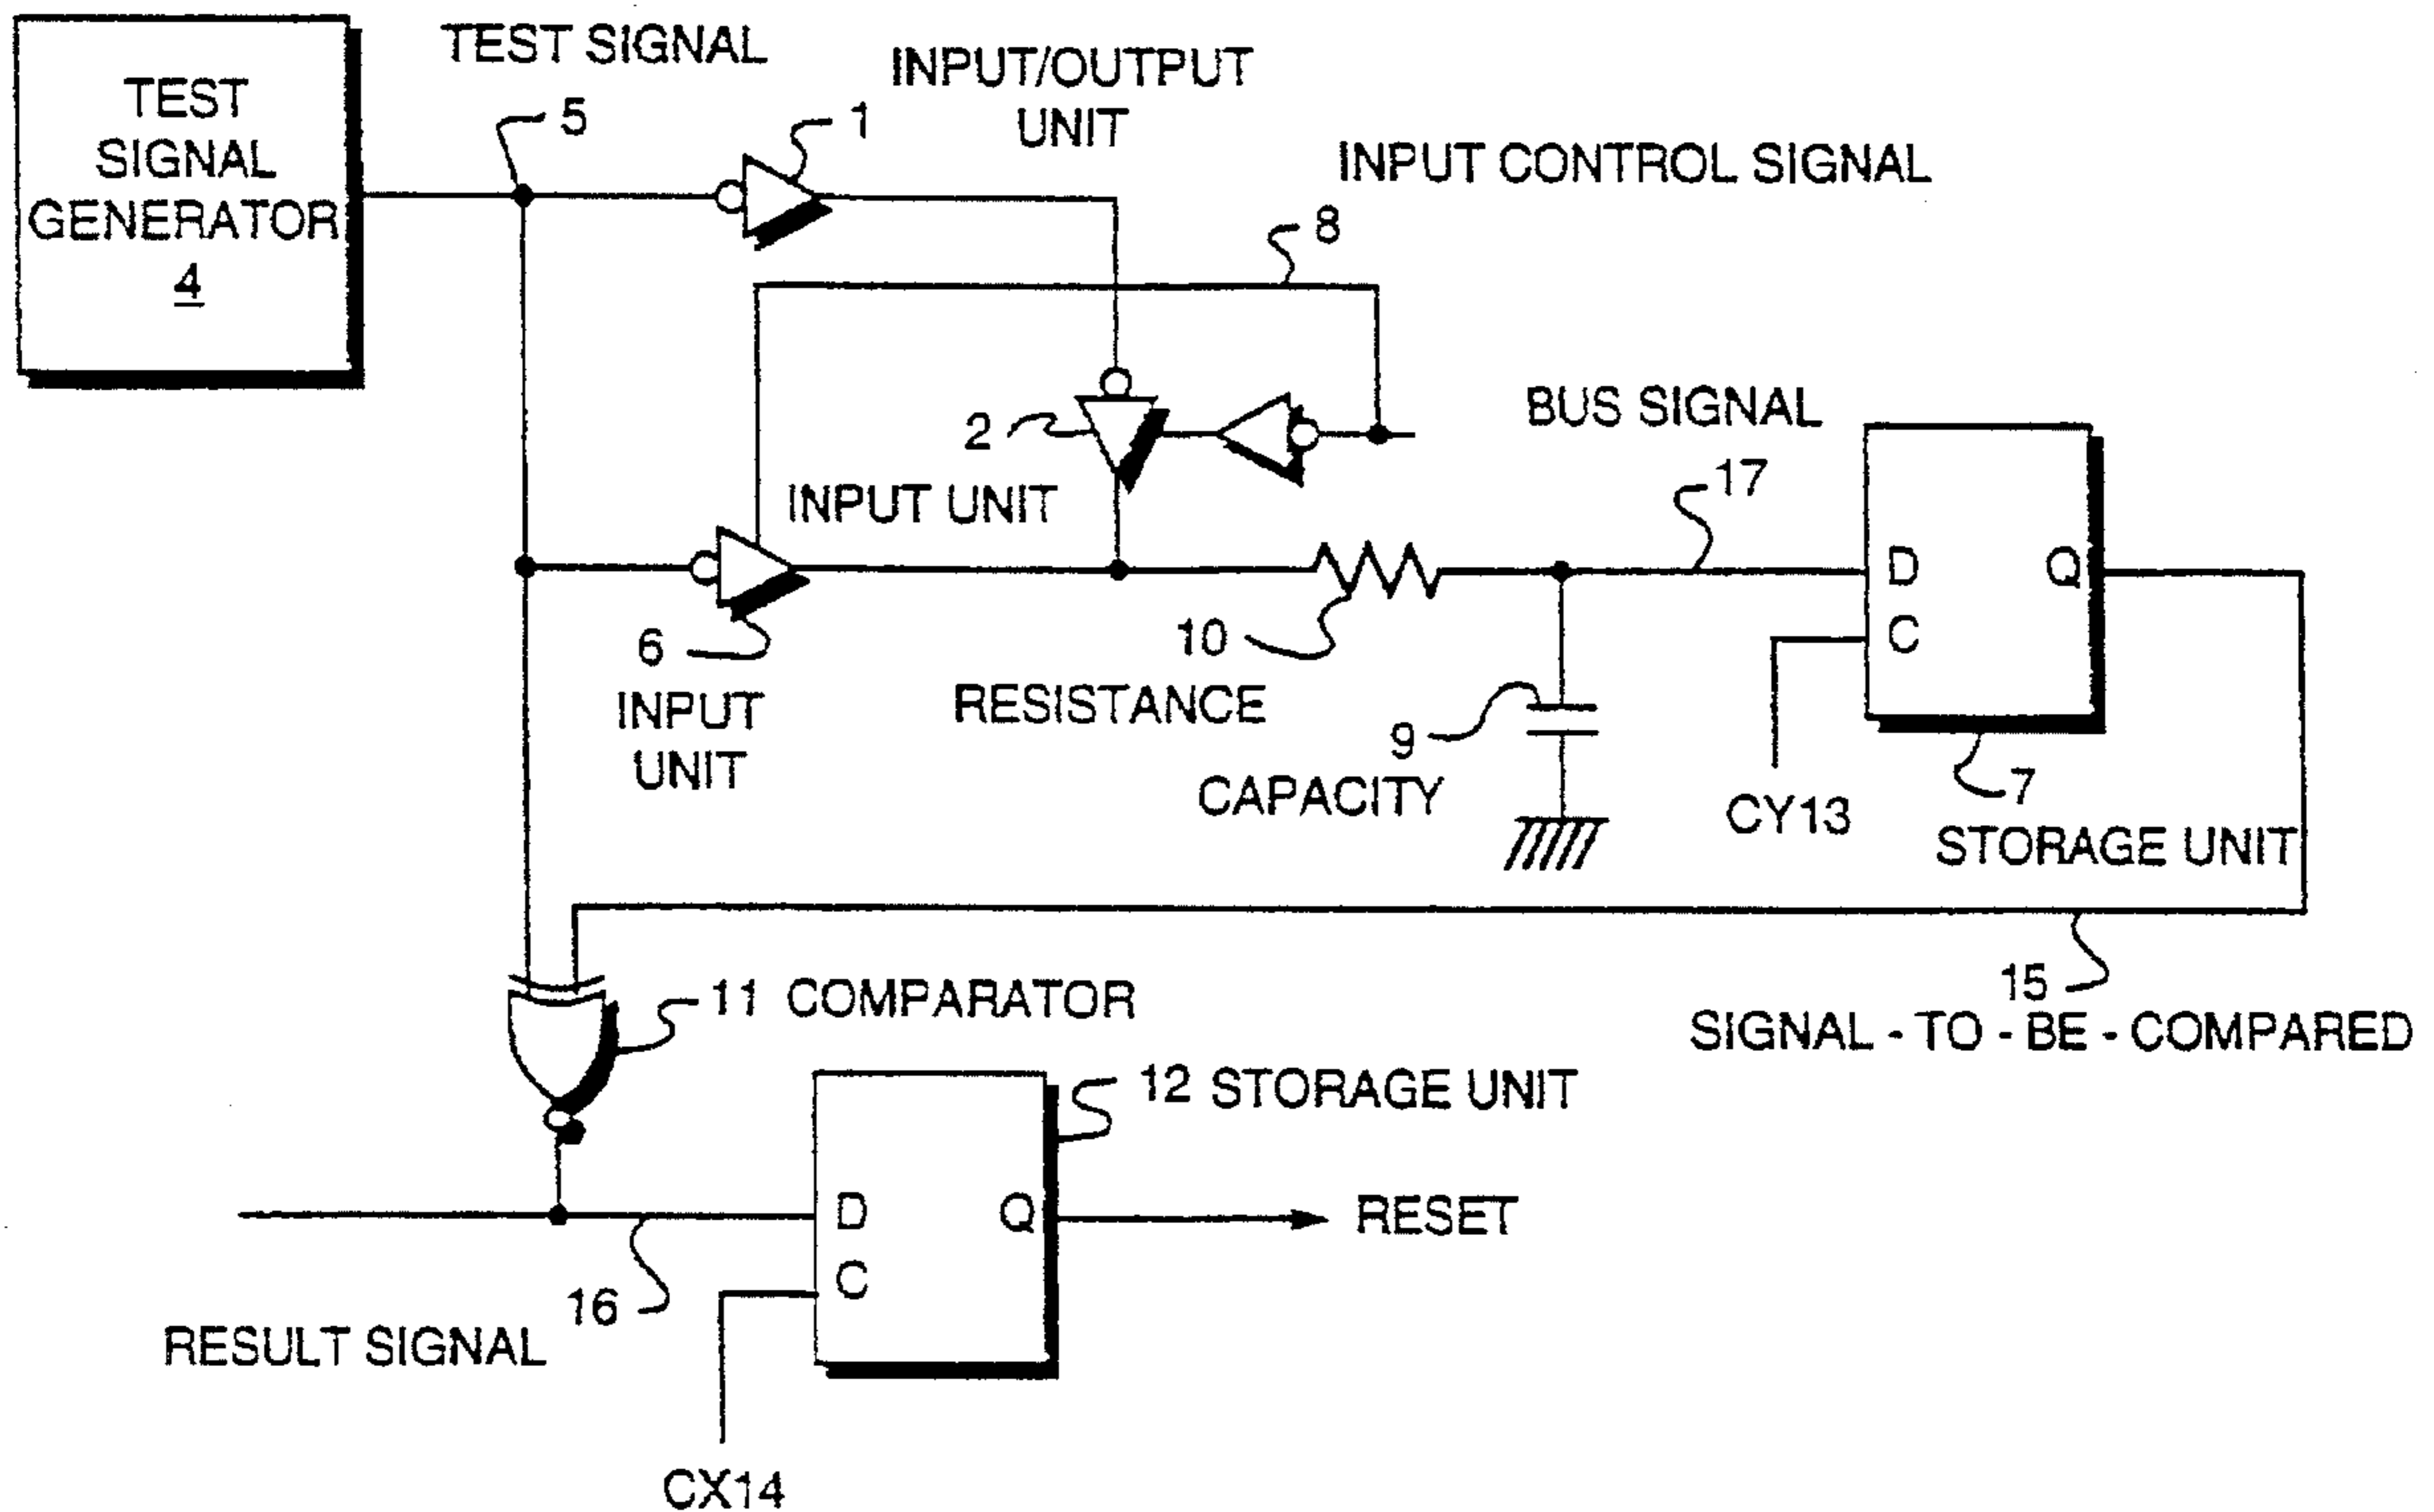 TEST
SIGNAL
GENERATOR
4
TEST SIGNAL
5
1
INPUT/OUTPUT
UNIT
INPUT CONTROL SIGNAL
8
2
BUS SIGNAL
17
INPUT UNIT
6
INPUT
UNIT
10
RESISTANCE
9
CAPACITY
D
Q
C
CY13
7
STORAGE UNIT
15
SIGNAL - TO - BE - COMPARED
11 COMPARATOR
12 STORAGE UNIT
D
Q
C
RESET
16
RESULT SIGNAL
CX14